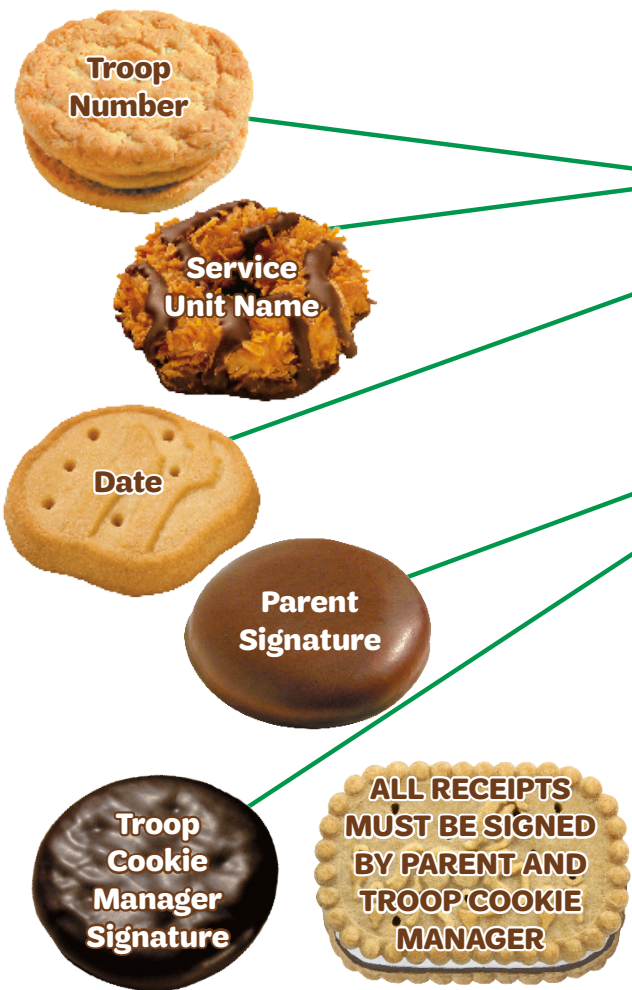 Troop
Number
Service
Unit Name
Date
Parent
Signature
Troop
Cookie
Manager
Signature
ALL RECEIPTS
MUST BE SIGNED
BY PARENT AND
TROOP COOKIE
MANAGER